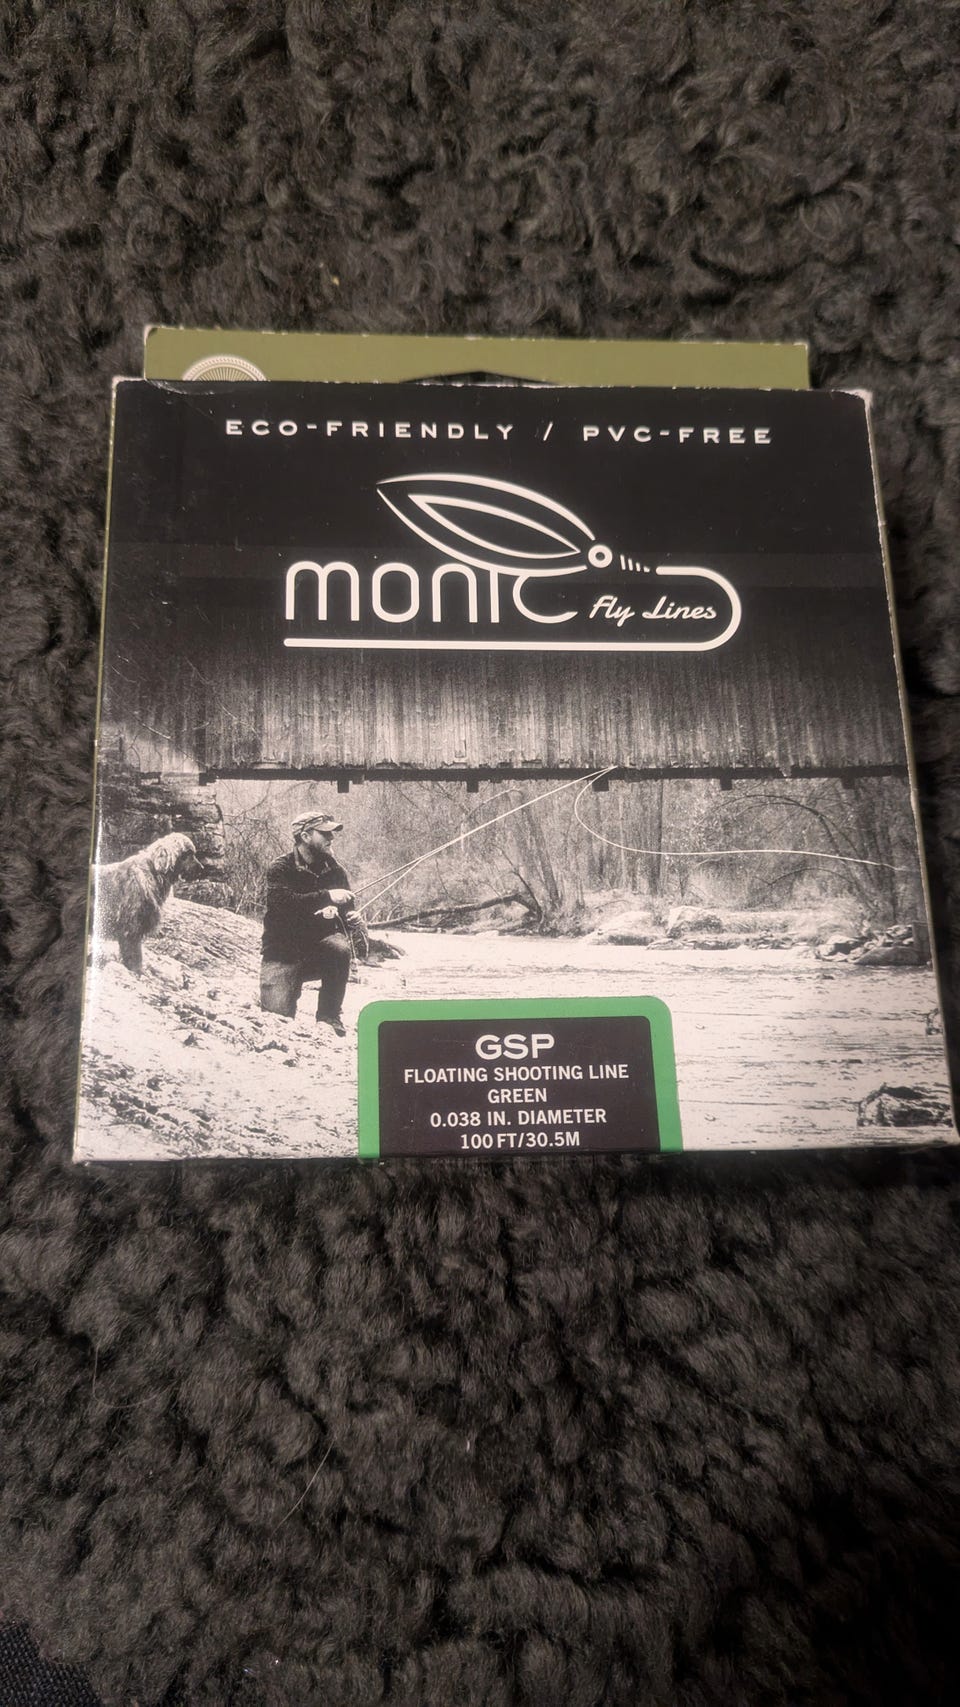 ECO-FRIENDLY / PVC-FREE
monic Fly Lines
GSP
FLOATING SHOOTING LINE
GREEN
0.038 IN. DIAMETER
100 FT/30.5M